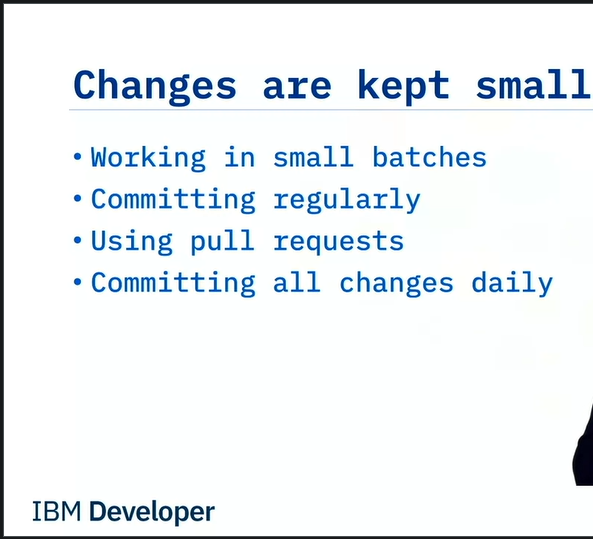 Changes are kept small
• Working in small batches
• Committing regularly
• Using pull requests
• Committing all changes daily
IBM Developer